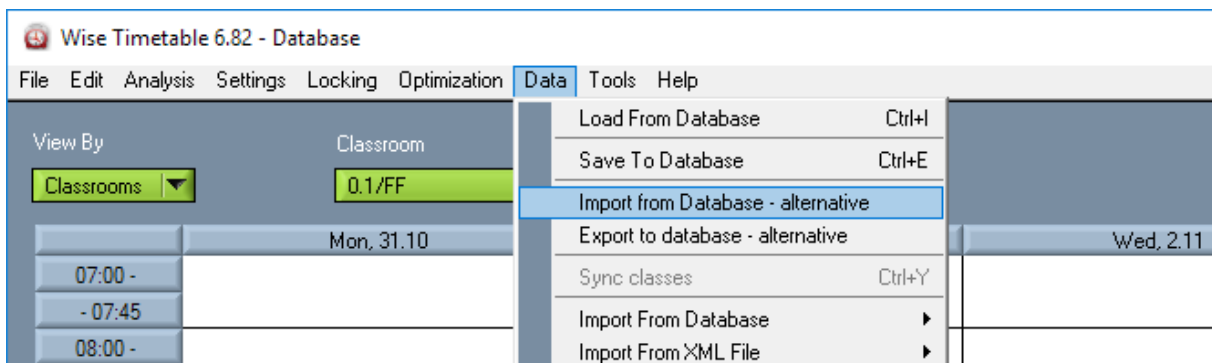 Wise Timetable 6.82 - Database
File Edit Analysis Settings Locking Optimization Data Tools Help
Load From Database Ctrl+I
View By Classroom
Save To Database Ctrl+E
Classrooms 0.1/FF
Import from Database - alternative
Mon, 31.10 Export to database - alternative Wed, 2.11
07:00 - Sync classes Ctrl+Y
- 07:45 Import From Database
08:00 - Import From XML File